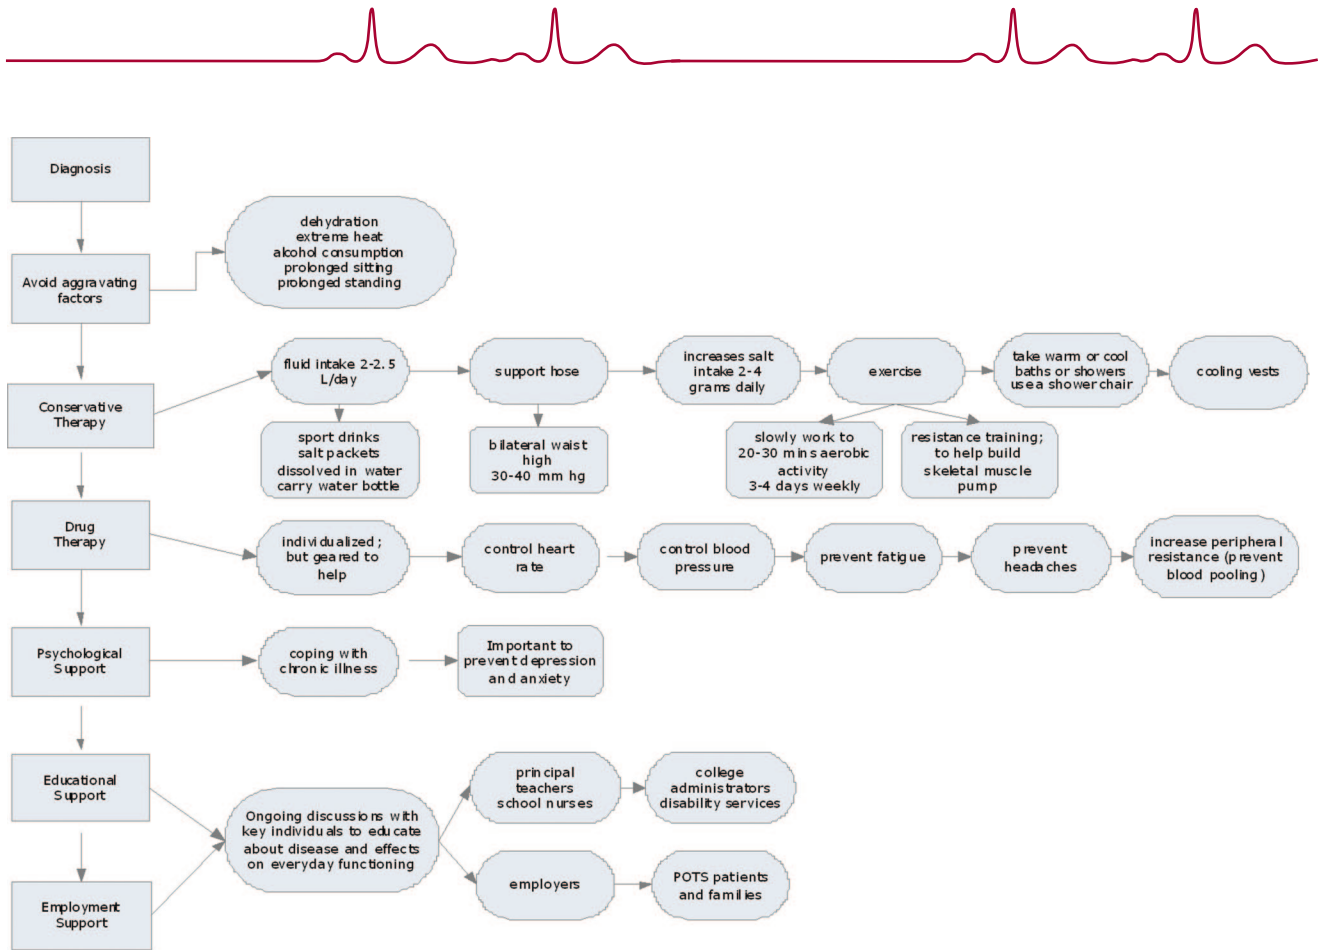 Diagnosis
dehydration
extreme heat
alcohol consumption
prolonged sitting
prolonged standing
Avoid aggravating
factors
fluid intake 2-2.5
L/day
support hose
increases salt
intake 2-4
grams daily
exercise
take warm or cool
baths or showers
use a shower chair
cooling vests
Conservative
Therapy
sport drinks
salt packets
dissolved in water
carry water bottle
bilateral waist
high
30-40 mm hg
slowly work to
20-30 mins aerobic
activity
3-4 days weekly
resistance training;
to help build
skeletal muscle
pump
Drug
Therapy
individualized;
but geared to
help
control heart
rate
control blood
pressure
prevent fatigue
prevent
headaches
increase peripheral
resistance (prevent
blood pooling)
Psychological
Support
coping with
chronic illness
Important to
prevent depression
and anxiety
Educational
Support
principal
teachers
school nurses
college
administrators
disability services
Ongoing discussions with
key individuals to educate
about disease and effects
on everyday functioning
employers
POTS patients
and families
Employment
Support